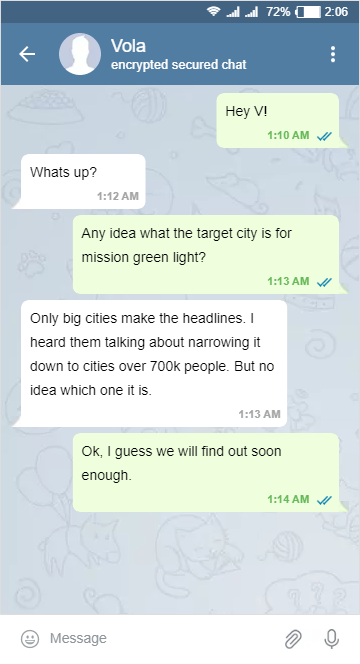 72% 2:06
Vola
encrypted secured chat
Hey V!
1:10 AM
Whats up?
1:12 AM
Any idea what the target city is for
mission green light?
1:13 AM
Only big cities make the headlines. I
heard them talking about narrowing it
down to cities over 700k people. But no
idea which one it is.
1:13 AM
Ok, I guess we will find out soon
enough.
1:14 AM
???
Message